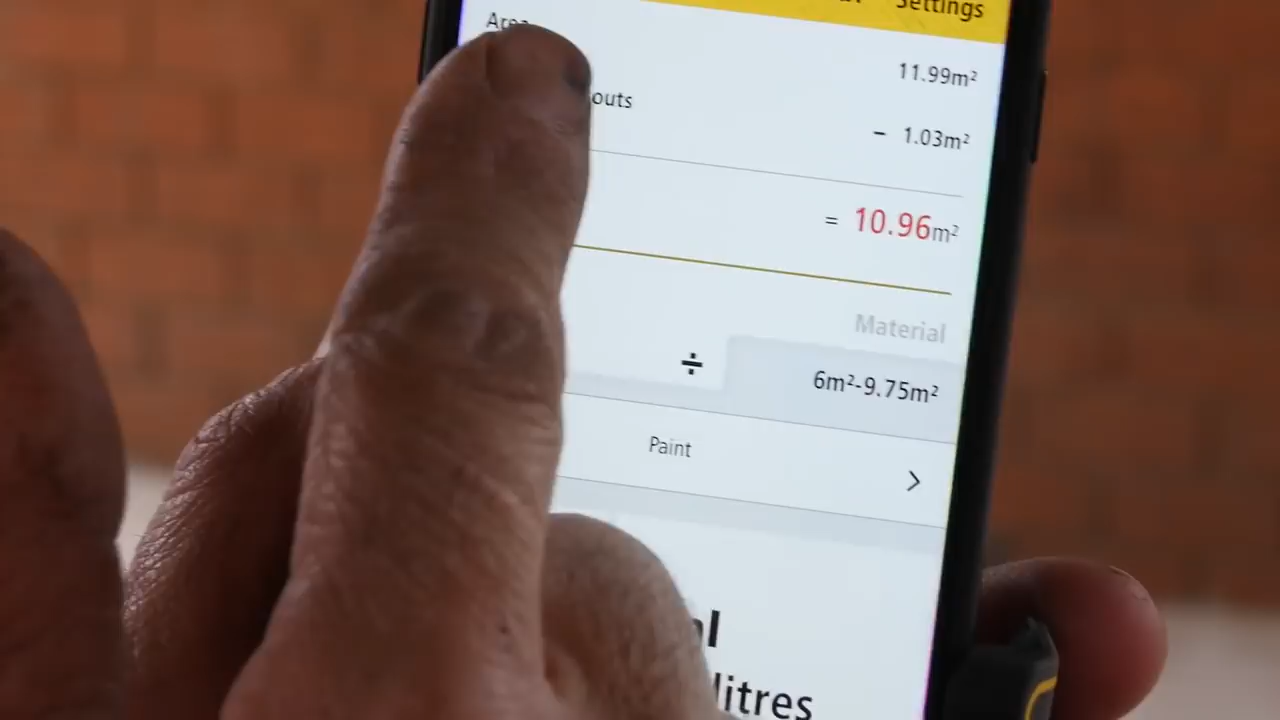 Settings
Area
11.99m²
outs
− 1.03m²
= 10.96m²
Material
÷
6m²-9.75m²
Paint
litres